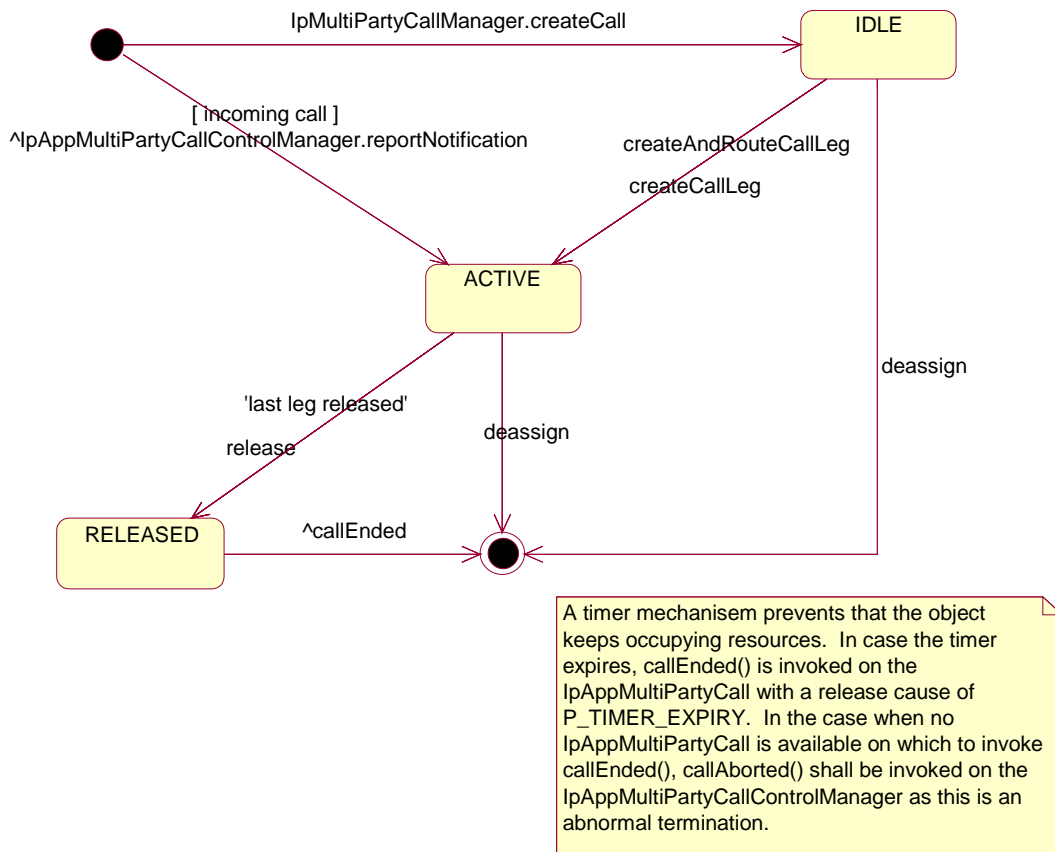 IpMultiPartyCallManager.createCall
IDLE
[ incoming call ]
^IpAppMultiPartyCallControlManager.reportNotification
createAndRouteCallLeg
createCallLeg
ACTIVE
deassign
'last leg released'
deassign
release
RELEASED
^callEnded
A timer mechanisem prevents that the object
keeps occupying resources.  In case the timer
expires, callEnded() is invoked on the
IpAppMultiPartyCall with a release cause of
P_TIMER_EXPIRY.  In the case when no
IpAppMultiPartyCall is available on which to invoke
callEnded(), callAborted() shall be invoked on the
IpAppMultiPartyCallControlManager as this is an
abnormal termination.